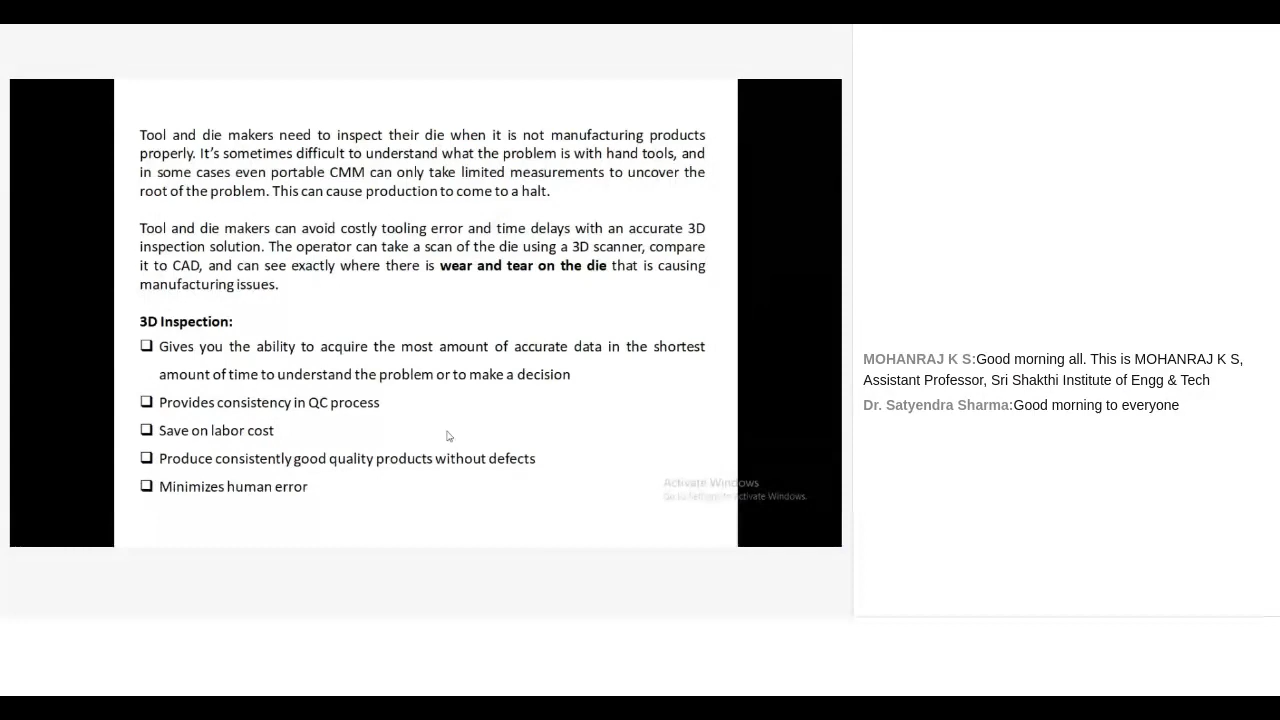 Tool and die makers need to inspect their die when it is not manufacturing products
properly. It's sometimes difficult to understand what the problem is with hand tools, and
in some cases even portable CMM can only take limited measurements to uncover the
root of the problem. This can cause production to come to a halt.
Tool and die makers can avoid costly tooling error and time delays with an accurate 3D
inspection solution. The operator can take a scan of the die using a 3D scanner, compare
it to CAD, and can see exactly where there is wear and tear on the die that is causing
manufacturing issues.
3D Inspection:
❑ Gives you the ability to acquire the most amount of accurate data in the shortest
amount of time to understand the problem or to make a decision
❑ Provides consistency in QC process
❑ Save on labor cost
❑ Produce consistently good quality products without defects
❑ Minimizes human error
Activate Windows
Go to Settings to activate Windows.
MOHANRAJ K S:Good morning all. This is MOHANRAJ K S,
Assistant Professor, Sri Shakthi Institute of Engg & Tech
Dr. Satyendra Sharma:Good morning to everyone